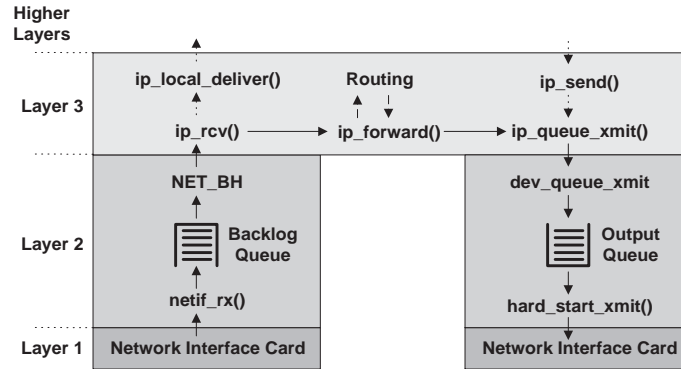 Higher
Layers
ip_local_deliver()
Routing
ip_send()
Layer 3
ip_rcv()
ip_forward()
ip_queue_xmit()
NET_BH
dev_queue_xmit
Layer 2
Backlog
Queue
Output
Queue
netif_rx()
hard_start_xmit()
Layer 1
Network Interface Card
Network Interface Card